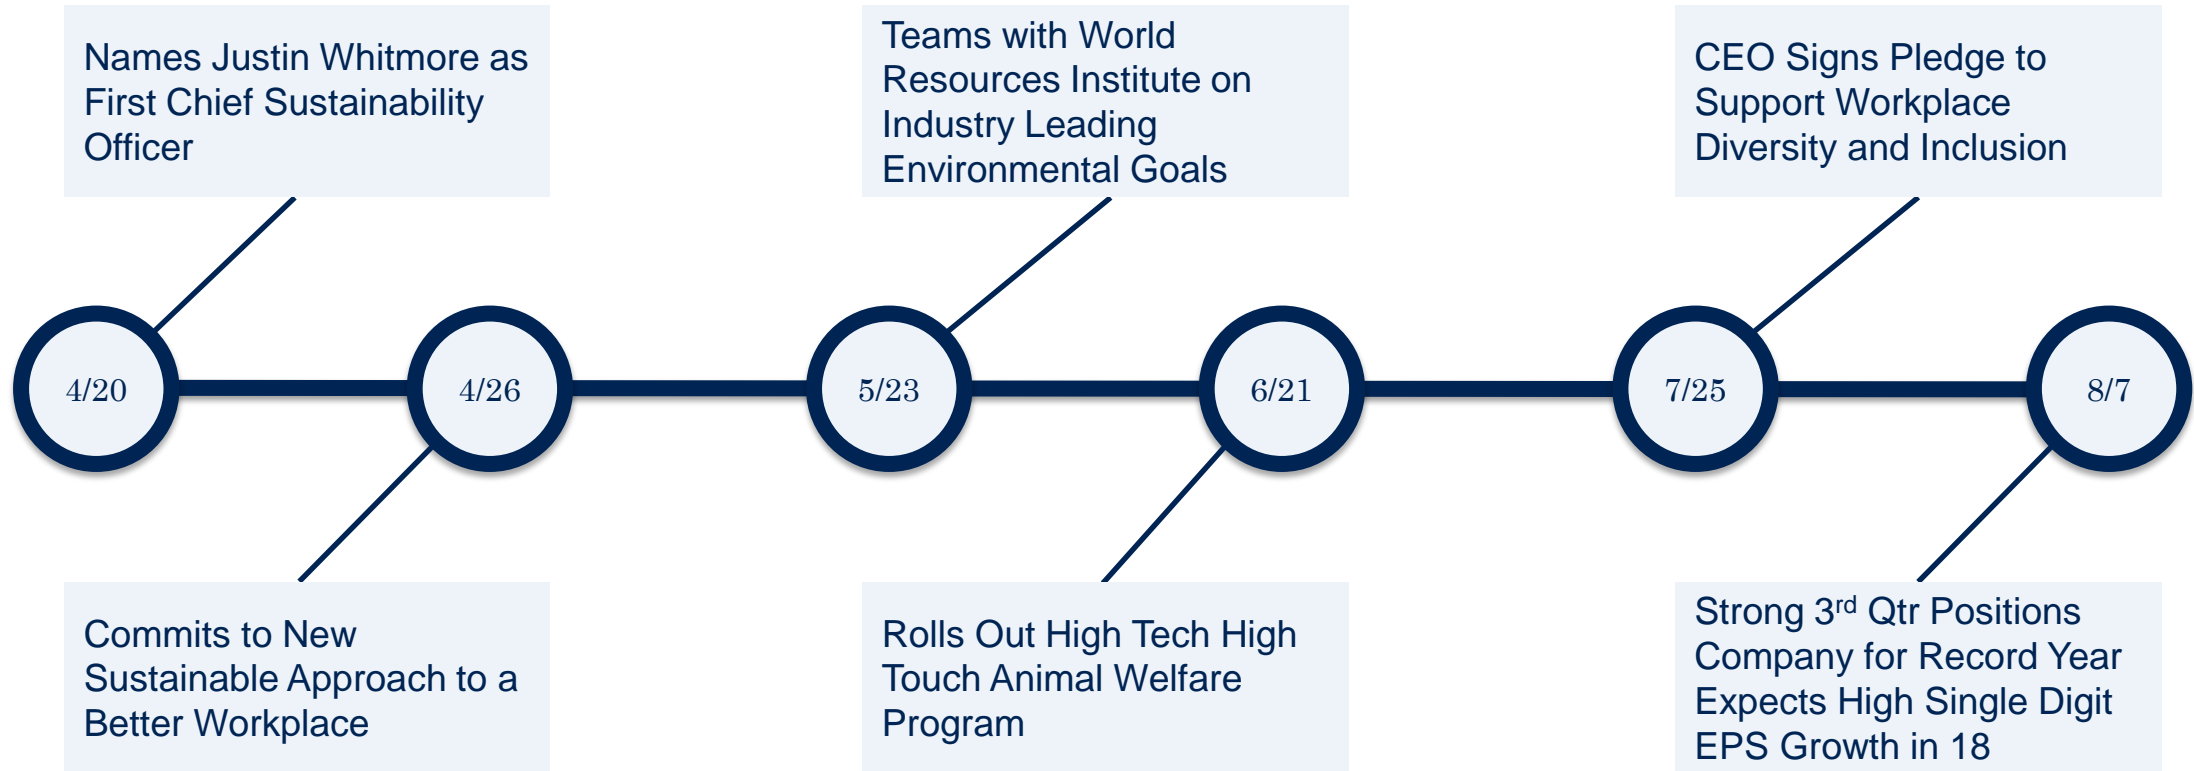 Names Justin Whitmore as
First Chief Sustainability
Officer
Teams with World
Resources Institute on
Industry Leading
Environmental Goals
CEO Signs Pledge to
Support Workplace
Diversity and Inclusion
4/20
4/26
5/23
6/21
7/25
8/7
Commits to New
Sustainable Approach to a
Better Workplace
Rolls Out High Tech High
Touch Animal Welfare
Program
Strong 3rd Qtr Positions
Company for Record Year
Expects High Single Digit
EPS Growth in 18